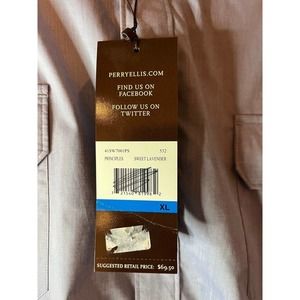 PERRYELLIS.COM
FIND US ON
FACEBOOK
FOLLOW US ON
TWITTER
532
PRINCIPLES SWEET LAVENDER
XL
SUGGESTED RETAIL PRICE: $69.50